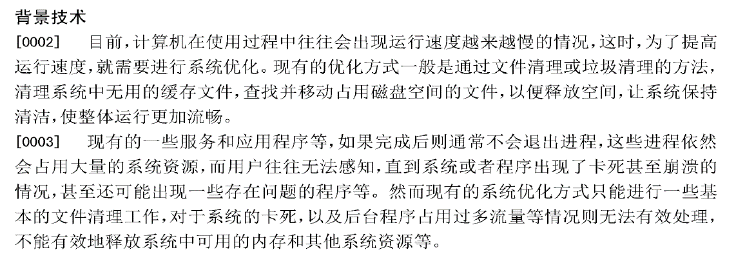 背景技术
[0002] 目前,计算机在使用过程中往往会出现运行速度越来越慢的情况,这时,为了提高
运行速度,就需要进行系统优化。现有的优化方式一般是通过文件清理或垃圾清理的方法,
清理系统中无用的缓存文件,查找并移动占用磁盘空间的文件,以便释放空间,让系统保持
清洁,使整体运行更加流畅。
[0003] 现有的一些服务和应用程序等,如果完成后则通常不会退出进程,这些进程依然
会占用大量的系统资源,而用户往往无法感知,直到系统或者程序出现了卡死甚至崩溃的
情况,甚至还可能出现一些存在问题的程序等。然而现有的系统优化方式只能进行一些基
本的文件清理工作,对于系统的卡死,以及后台程序占用过多流量等情况则无法有效处理,
不能有效地释放系统中可用的内存和其他系统资源等。